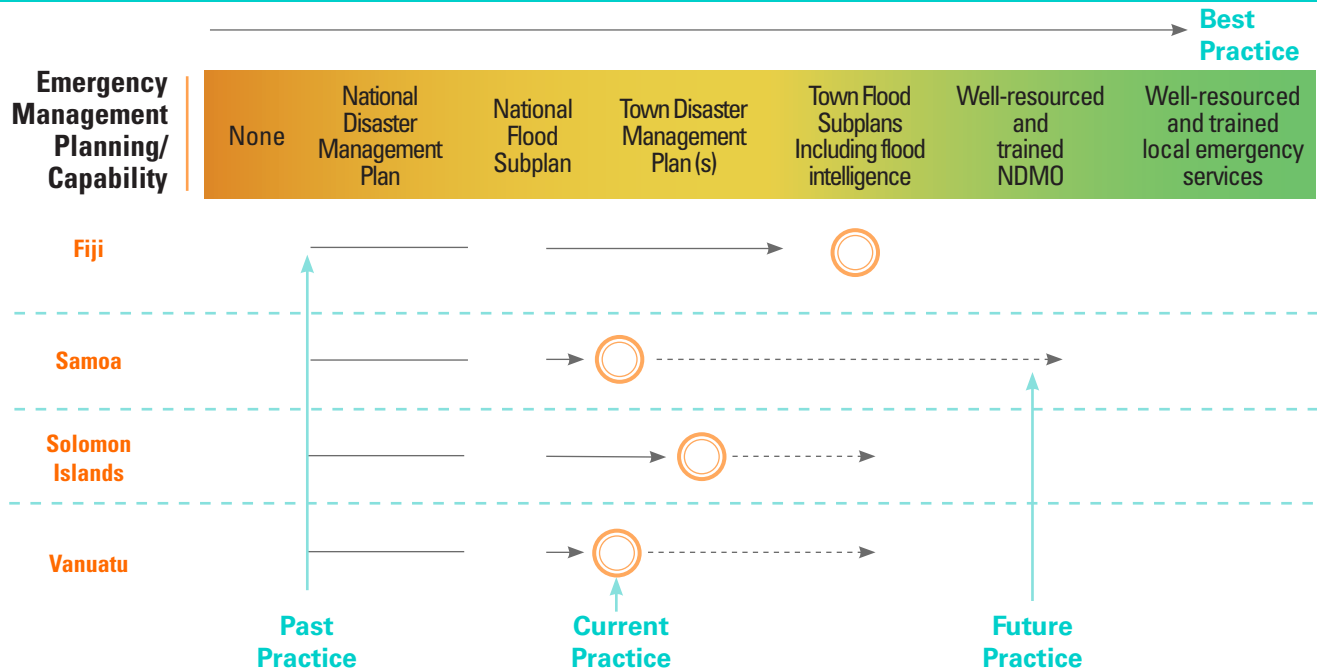 Best
Practice
Emergency
Management
Planning/
Capability
None
National
Disaster
Management
Plan
National
Flood
Subplan
Town Disaster
Management
Plan (s)
Town Flood
Subplans
Including flood
intelligence
Well-resourced
and
trained
NDMO
Well-resourced
and trained
local emergency
services
Fiji
Samoa
Solomon
Islands
Vanuatu
Past
Practice
Current
Practice
Future
Practice